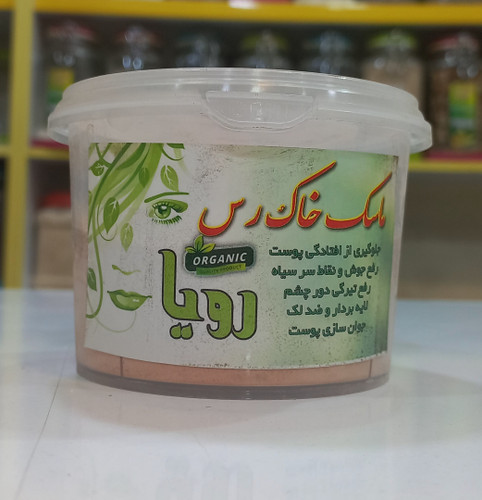 ماسک خاک رس
ORGANIC
رویا
جلوگیری از افتادگی پوست
رفع جوش و نقاط سر سیاه
رفع تیرگی دور چشم
لایه بردار و ضد لک
جوان سازی پوست